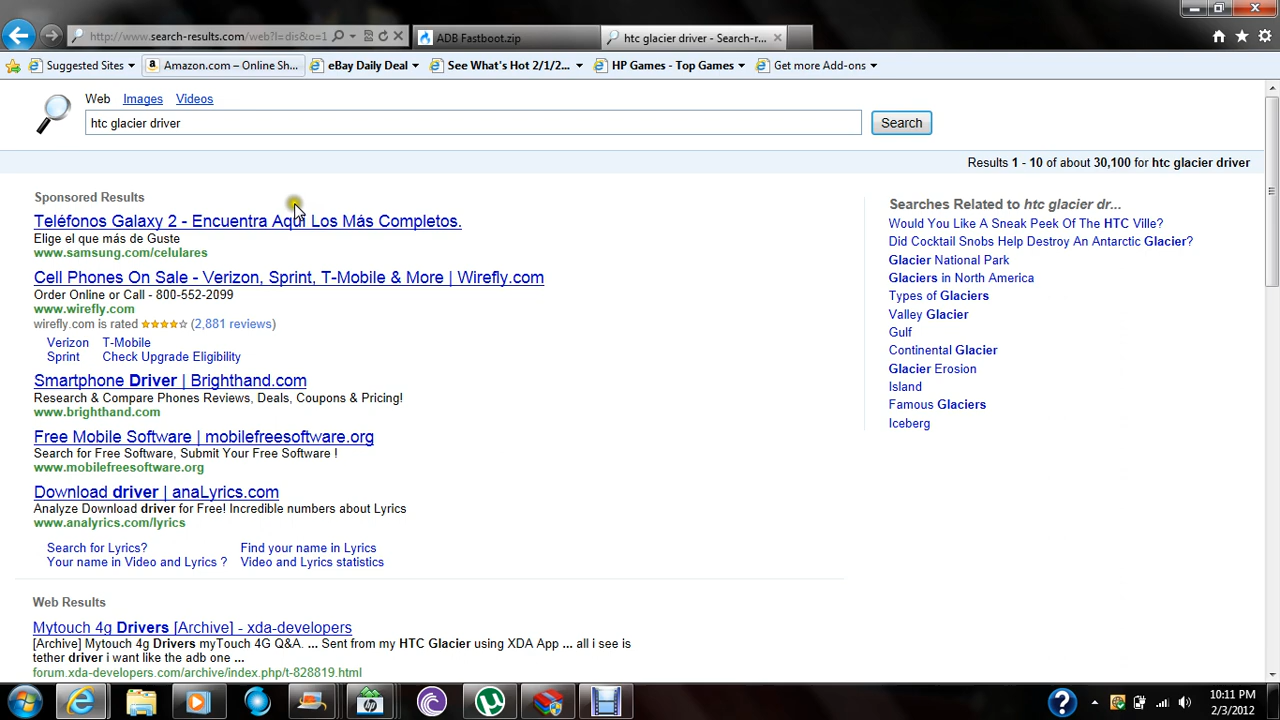 http://www.search-results.com/web?l=dis&o=1
ADB Fastboot.zip
htc glacier driver - Search-r...
Suggested Sites
Amazon.com – Online Sh...
eBay Daily Deal
See What's Hot 2/1/2...
HP Games - Top Games
Get more Add-ons
Web Images Videos
htc glacier driver
Search
Results 1 - 10 of about 30,100 for htc glacier driver
Sponsored Results
Teléfonos Galaxy 2 - Encuentra Aquí Los Más Completos.
Elige el que más de Guste
www.samsung.com/celulares
Cell Phones On Sale - Verizon, Sprint, T-Mobile & More | Wirefly.com
Order Online or Call - 800-552-2099
www.wirefly.com
wirefly.com is rated (2,881 reviews)
Verizon T-Mobile
Sprint Check Upgrade Eligibility
Smartphone Driver | Brighthand.com
Research & Compare Phones Reviews, Deals, Coupons & Pricing!
www.brighthand.com
Free Mobile Software | mobilefreesoftware.org
Search for Free Software, Submit Your Free Software !
www.mobilefreesoftware.org
Download driver | anaLyrics.com
Analyze Download driver for Free! Incredible numbers about Lyrics
www.analyrics.com/lyrics
Search for Lyrics? Find your name in Lyrics
Your name in Video and Lyrics ? Video and Lyrics statistics
Web Results
Mytouch 4g Drivers [Archive] - xda-developers
[Archive] Mytouch 4g Drivers myTouch 4G Q&A. ... Sent from my HTC Glacier using XDA App ... all i see is
tether driver i want like the adb one ...
forum.xda-developers.com/archive/index.php/t-828819.html
Searches Related to htc glacier dr...
Would You Like A Sneak Peek Of The HTC Ville?
Did Cocktail Snobs Help Destroy An Antarctic Glacier?
Glacier National Park
Glaciers in North America
Types of Glaciers
Valley Glacier
Gulf
Continental Glacier
Glacier Erosion
Island
Famous Glaciers
Iceberg
10:11 PM
2/3/2012